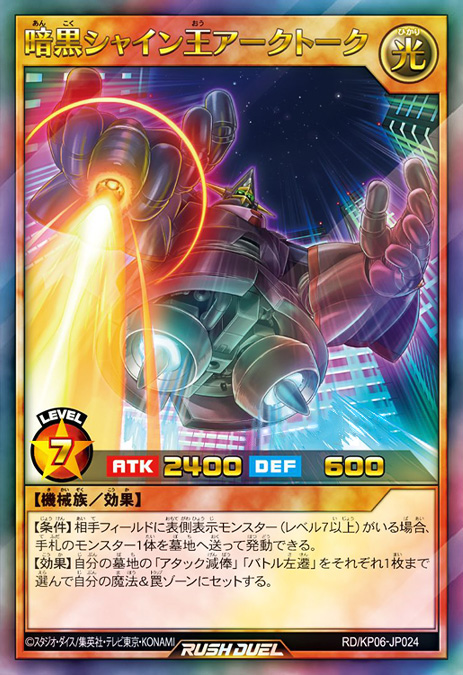 暗黒シャイン王アークトーク
光
LEVEL
7
ATK 2400 DEF 600
【機械族/効果】
【条件】相手フィールドに表側表示モンスター(レベル7以上)がいる場合、
手札のモンスター1体を墓地へ送って発動できる。
【効果】自分の墓地の「アタック減俸」「バトル左遷」をそれぞれ1枚まで
選んで自分の魔法&罠ゾーンにセットする。
©スタジオ・ダイス/集英社・テレビ東京・KONAMI
RUSH DUEL
RD/KP06-JP024